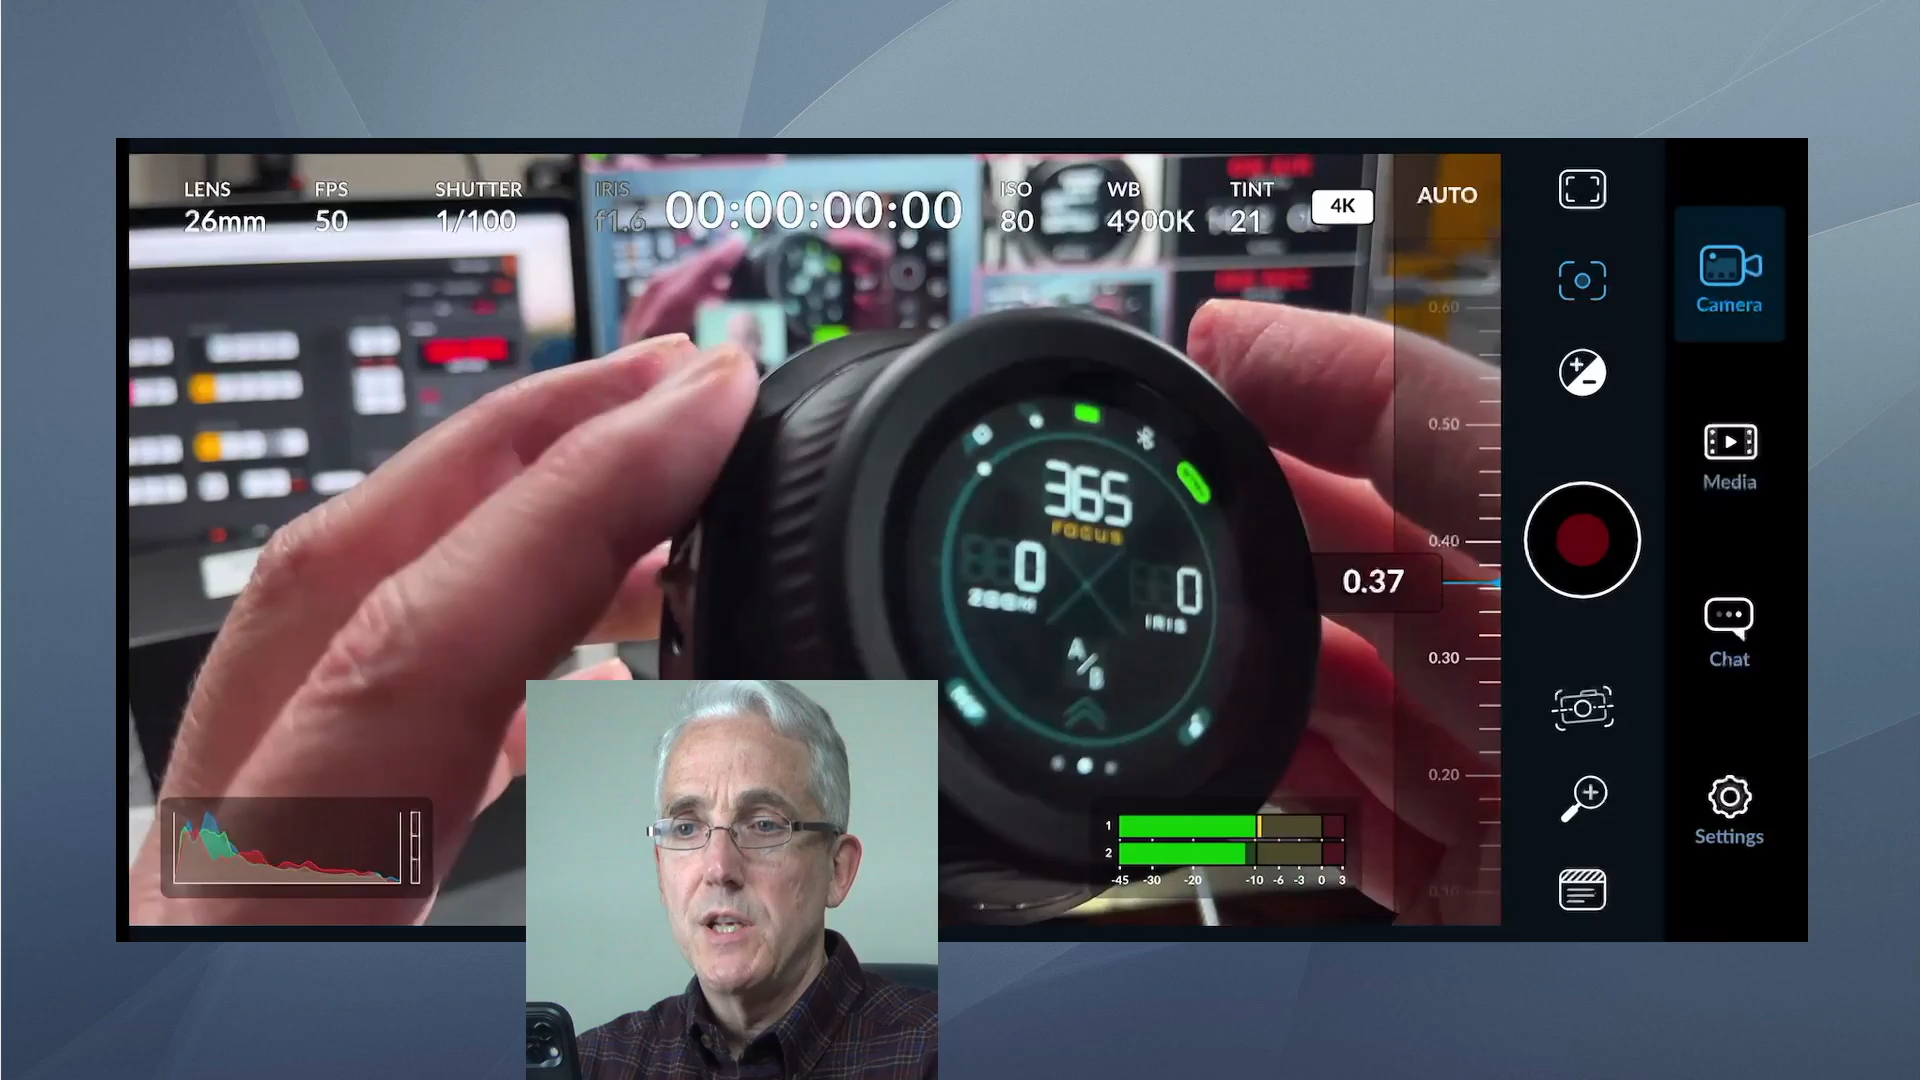 LENS FPS SHUTTER IRIS 00:00:00:00 ISO WB TINT 4K AUTO
26mm 50 1/100 f1.6 80 4900K 21
Camera
0.60
0.50
Media
0.40
0.37
0.30
Chat
0.20
Settings
365
FOCUS
0 0
IRIS
A/B
1
2
-45 -30 -20 -10 -6 -3 0 3